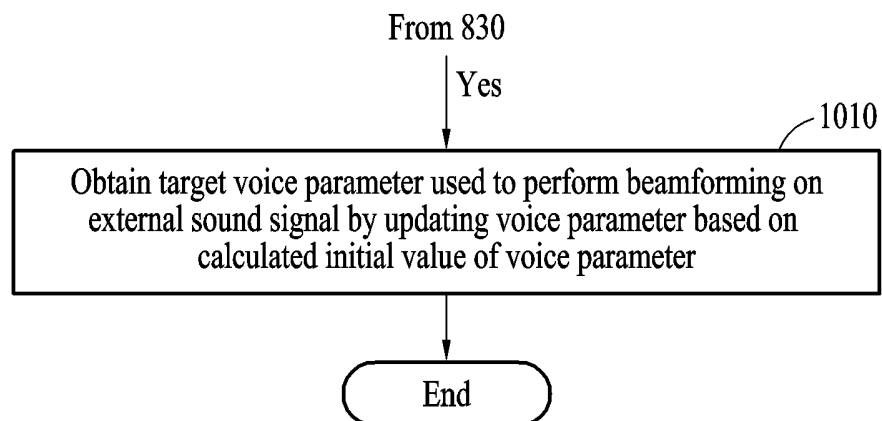 From 830
Yes
1010
Obtain target voice parameter used to perform beamforming on
external sound signal by updating voice parameter based on
calculated initial value of voice parameter
End